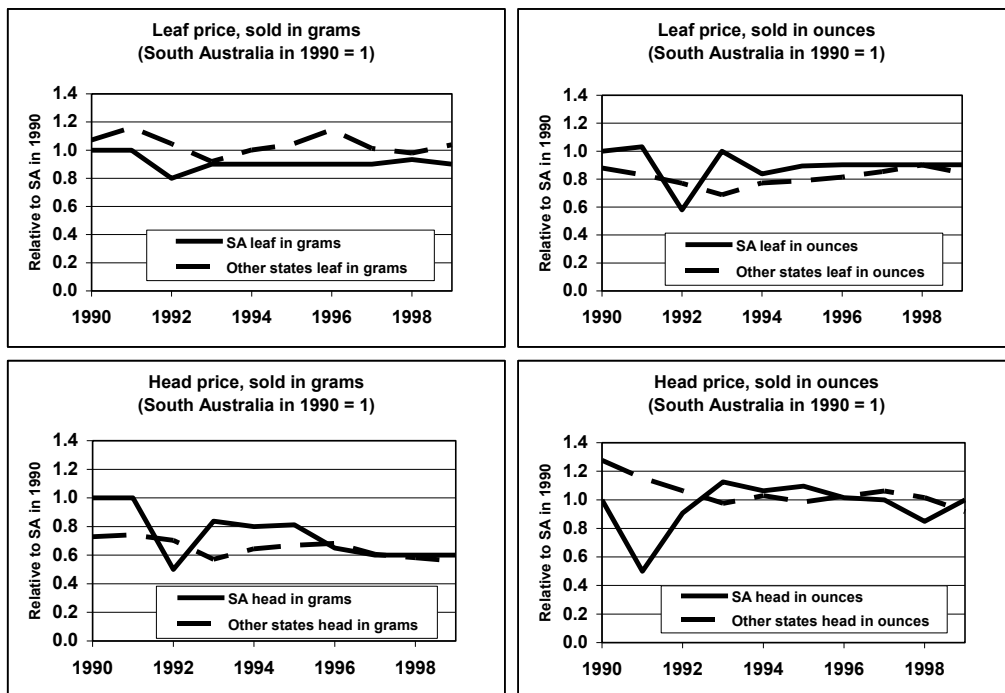 Leaf price, sold in grams
(South Australia in 1990 = 1)
Relative to SA in 1990
1.4
1.2
1.0
0.8
0.6
0.4
0.2
0.0
SA leaf in grams
Other states leaf in grams
1990 1992 1994 1996 1998
Leaf price, sold in ounces
(South Australia in 1990 = 1)
Relative to SA in 1990
1.4
1.2
1.0
0.8
0.6
0.4
0.2
0.0
SA leaf in ounces
Other states leaf in ounces
1990 1992 1994 1996 1998
Head price, sold in grams
(South Australia in 1990 = 1)
Relative to SA in 1990
1.4
1.2
1.0
0.8
0.6
0.4
0.2
0.0
SA head in grams
Other states head in grams
1990 1992 1994 1996 1998
Head price, sold in ounces
(South Australia in 1990 = 1)
Relative to SA in 1990
1.4
1.2
1.0
0.8
0.6
0.4
0.2
0.0
SA head in ounces
Other states head in ounces
1990 1992 1994 1996 1998